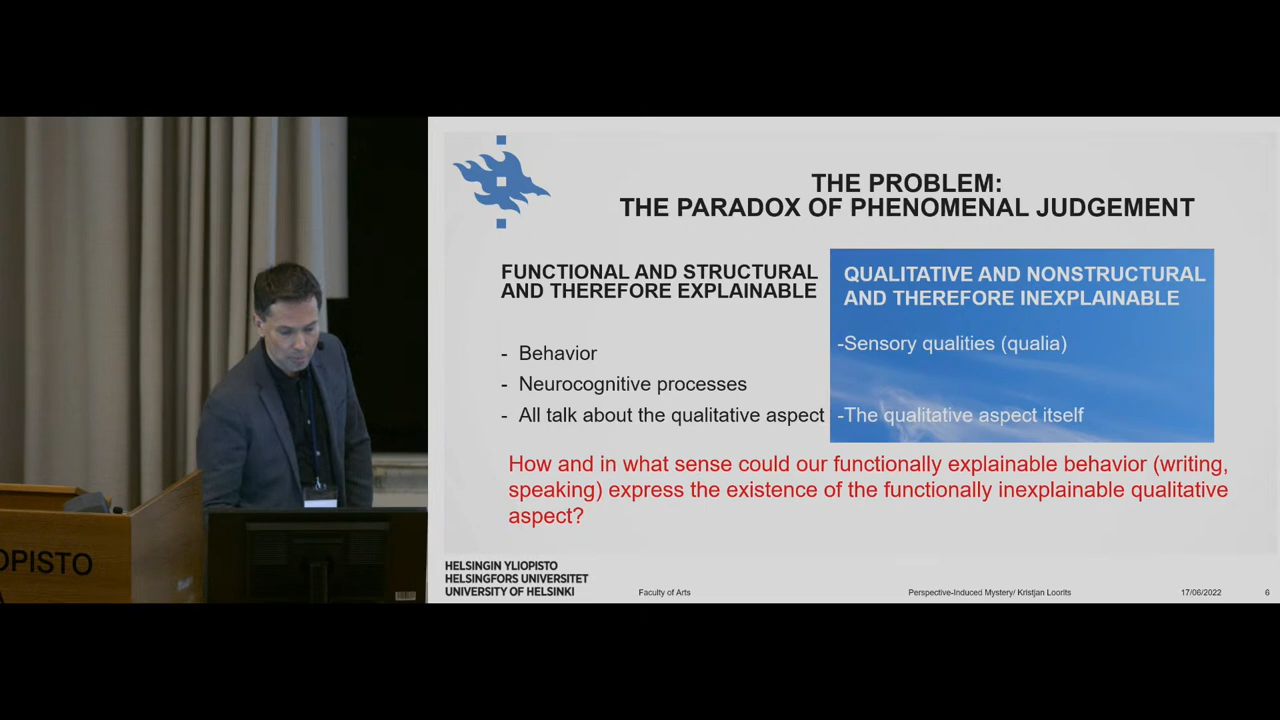 THE PROBLEM:
THE PARADOX OF PHENOMENAL JUDGEMENT
FUNCTIONAL AND STRUCTURAL
AND THEREFORE EXPLAINABLE
- Behavior
- Neurocognitive processes
- All talk about the qualitative aspect
QUALITATIVE AND NONSTRUCTURAL
AND THEREFORE INEXPLAINABLE
-Sensory qualities (qualia)
-The qualitative aspect itself
How and in what sense could our functionally explainable behavior (writing,
speaking) express the existence of the functionally inexplainable qualitative
aspect?
OPISTO
HELSINGIN YLIOPISTO
HELSINGFORS UNIVERSITET
UNIVERSITY OF HELSINKI
Faculty of Arts
Perspective-Induced Mystery/ Kristjan Loorits
17/06/2022
6